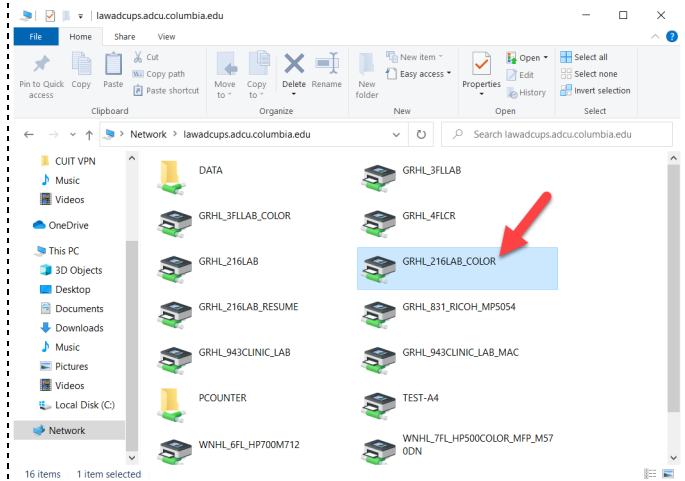 lawadcups.adcu.columbia.edu
File Home Share View
Pin to Quick access
Copy
Paste
Cut
Copy path
Paste shortcut
Clipboard
Move to
Copy to
Delete
Rename
Organize
New folder
New item
Easy access
New
Properties
Open
Edit
History
Open
Select all
Select none
Invert selection
Select
Network > lawadcups.adcu.columbia.edu
Search lawadcups.adcu.columbia.edu
CUIT VPN
Music
Videos
OneDrive
This PC
3D Objects
Desktop
Documents
Downloads
Music
Pictures
Videos
Local Disk (C:)
Network
DATA
GRHL_3FLLAB
GRHL_3FLLAB_COLOR
GRHL_4FLCR
GRHL_216LAB
GRHL_216LAB_COLOR
GRHL_216LAB_RESUME
GRHL_831_RICOH_MP5054
GRHL_943CLINIC_LAB
GRHL_943CLINIC_LAB_MAC
PCOUNTER
TEST-A4
WNHL_6FL_HP700M712
WNHL_7FL_HP500COLOR_MFP_M57
0DN
16 items 1 item selected